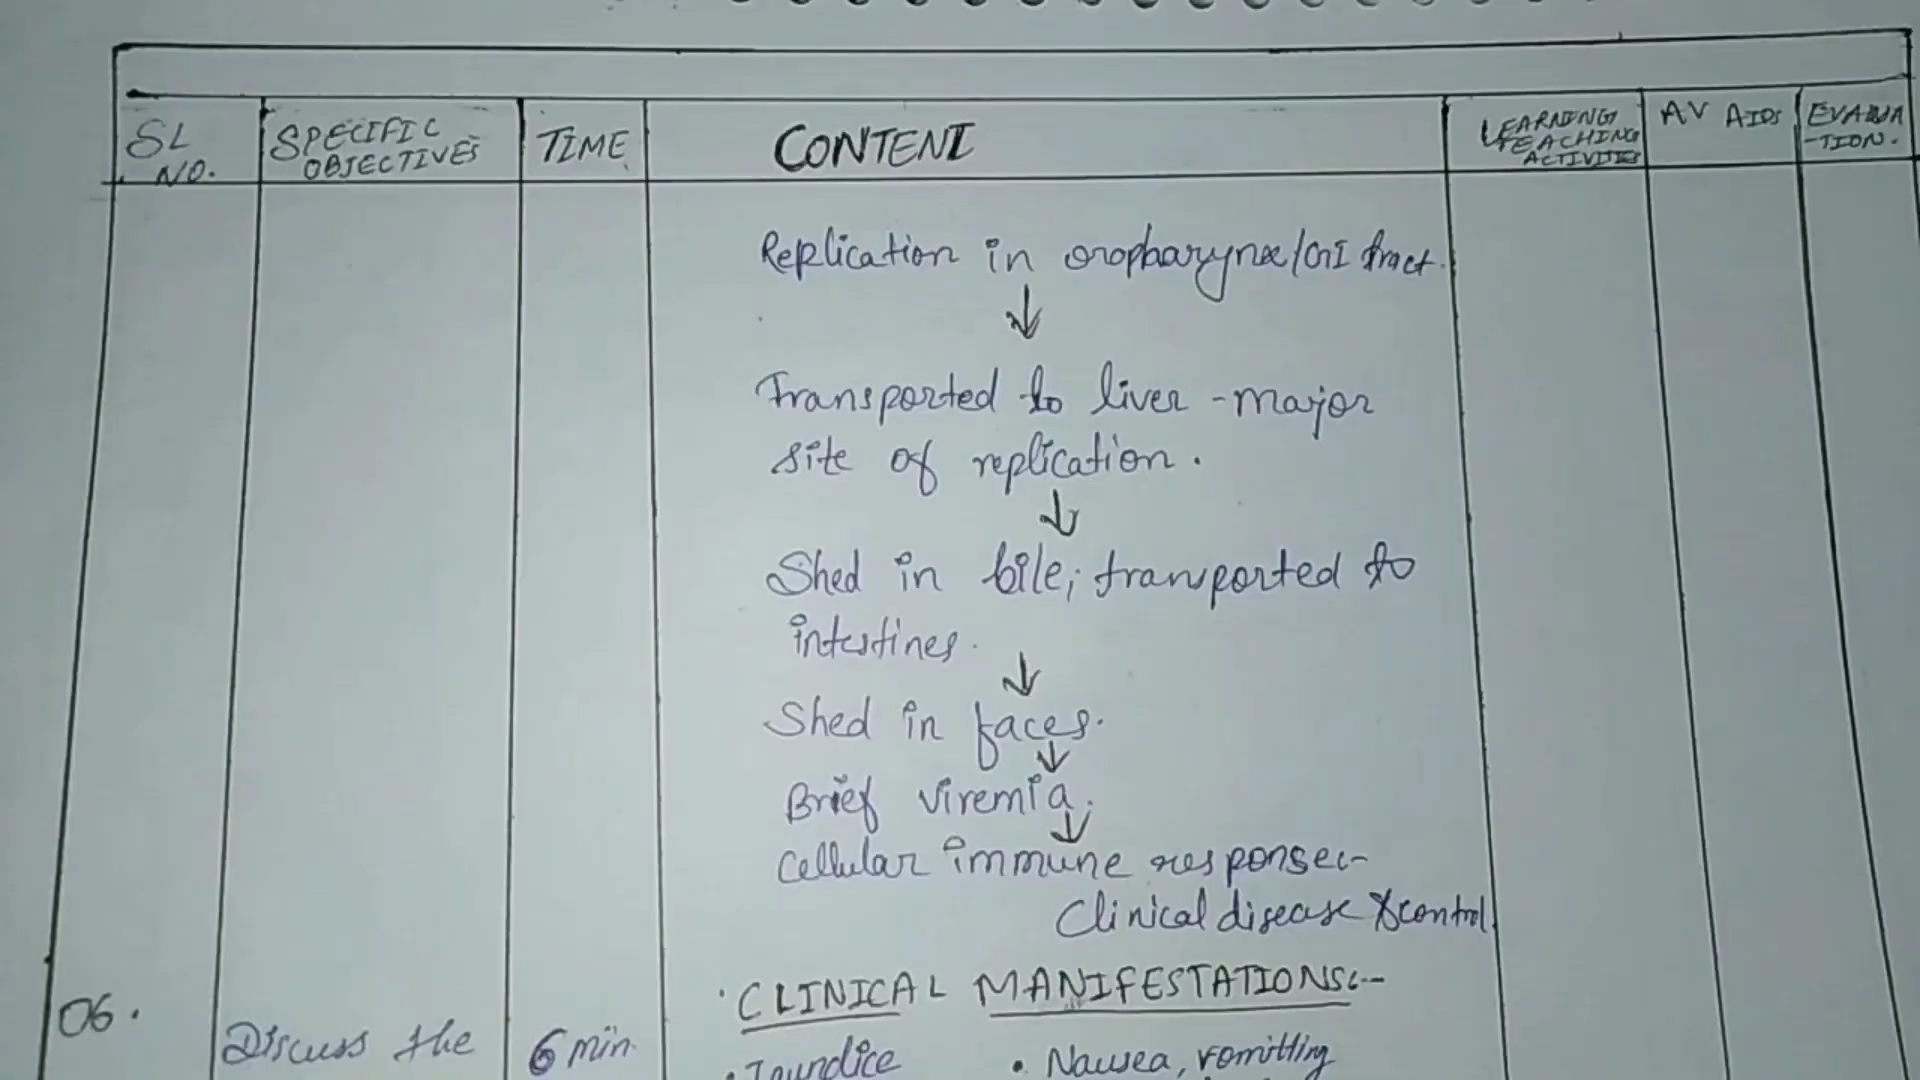 SL NO.
SPECIFIC OBJECTIVES
TIME
CONTENT
LEARNING TEACHING ACTIVITIES
AV AIDS
EVALUA-TION.
Replication in oropharynx/GI tract.
↓
Transported to liver - major
site of replication.
↓
Shed in bile; transported to
intestines.
↓
Shed in faces.
↓
Brief viremia.
↓
Cellular immune response:-
Clinical disease & control
• CLINICAL MANIFESTATIONS:-
06.
Discuss the
6 min
• Jaundice
• Nausea, vomitting